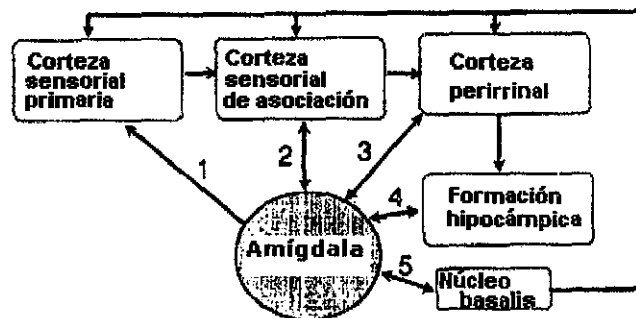 Corteza
sensorial
primaria
Corteza
sensorial
de asociación
Corteza
perirrinal
1
2
3
4
5
Formación
hipocámpica
Amígdala
Núcleo
basalis